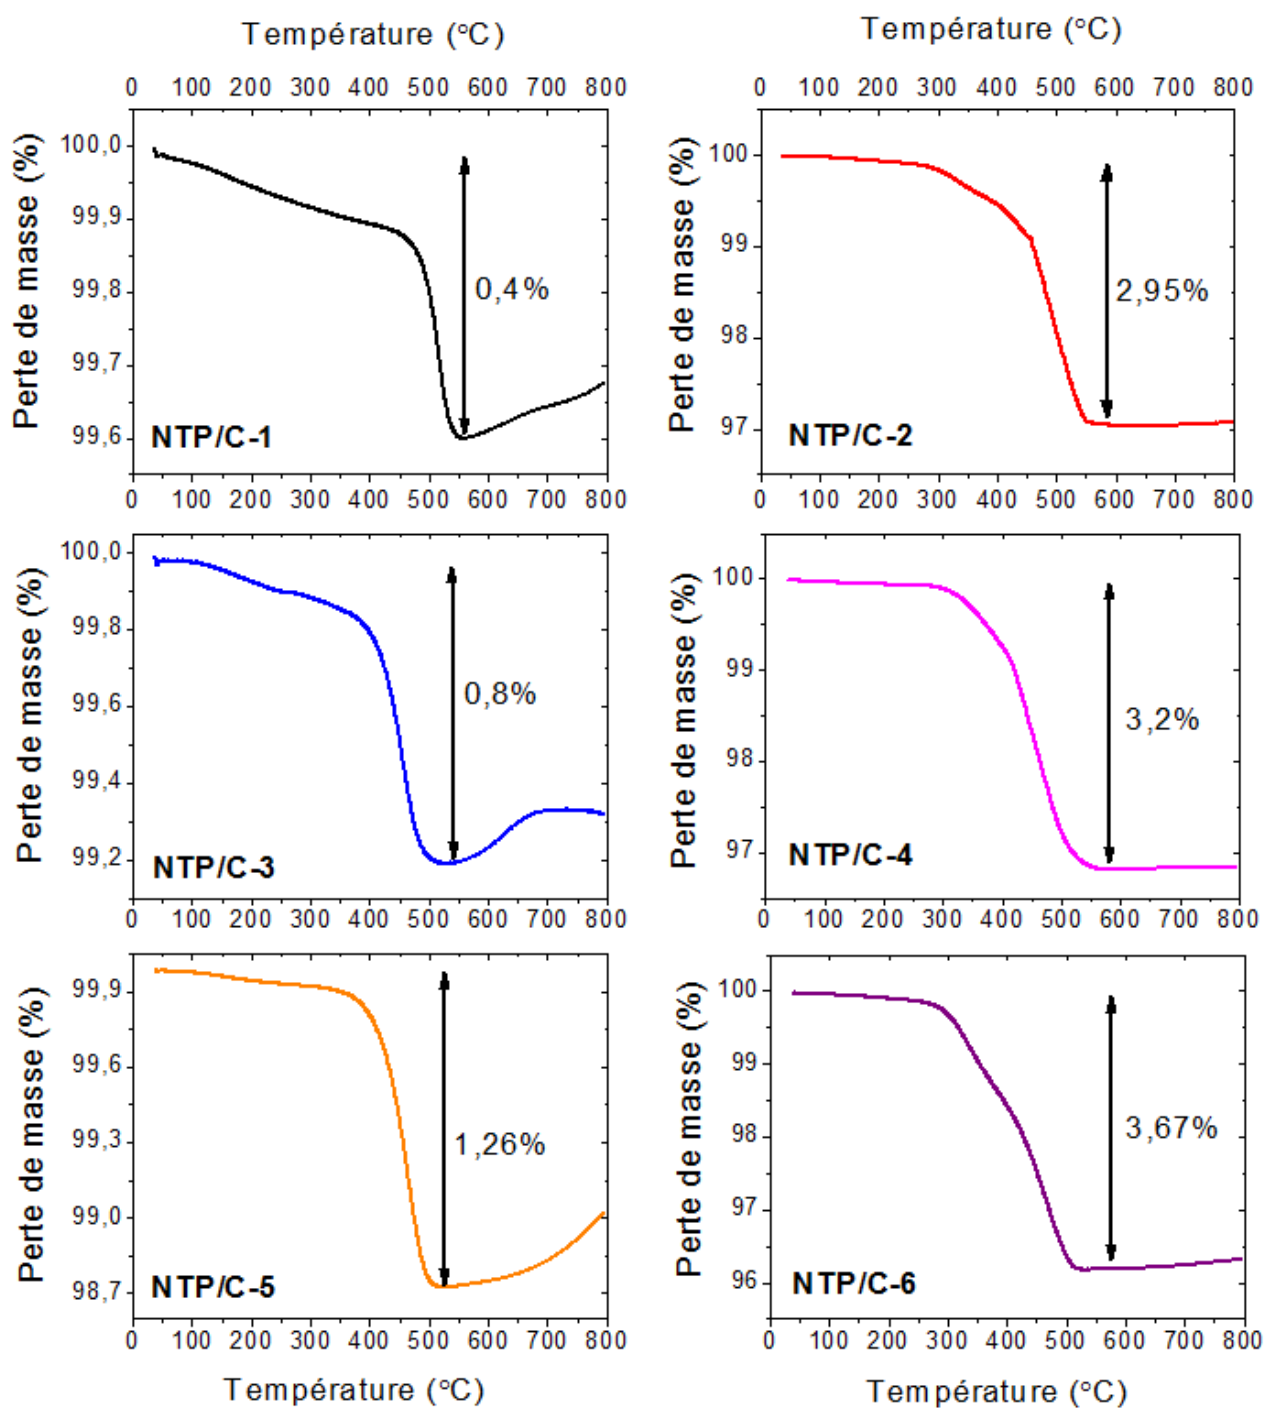 Température (°C)
0 100 200 300 400 500 600 700 800
Perte de masse (%)
100,0
99,9
99,8
99,7
99,6
0,4%
NTP/C-1
0 100 200 300 400 500 600 700 800
Température (°C)
0 100 200 300 400 500 600 700 800
Perte de masse (%)
100
99
98
97
2,95%
NTP/C-2
0 100 200 300 400 500 600 700 800
Perte de masse (%)
100,0
99,8
99,6
99,4
99,2
0,8%
NTP/C-3
0 100 200 300 400 500 600 700 800
Perte de masse (%)
100
99
98
97
3,2%
NTP/C-4
0 100 200 300 400 500 600 700 800
Perte de masse (%)
99,9
99,6
99,3
99,0
98,7
1,26%
NTP/C-5
0 100 200 300 400 500 600 700 800
Température (°C)
Perte de masse (%)
100
99
98
97
96
3,67%
NTP/C-6
0 100 200 300 400 500 600 700 800
Température (°C)